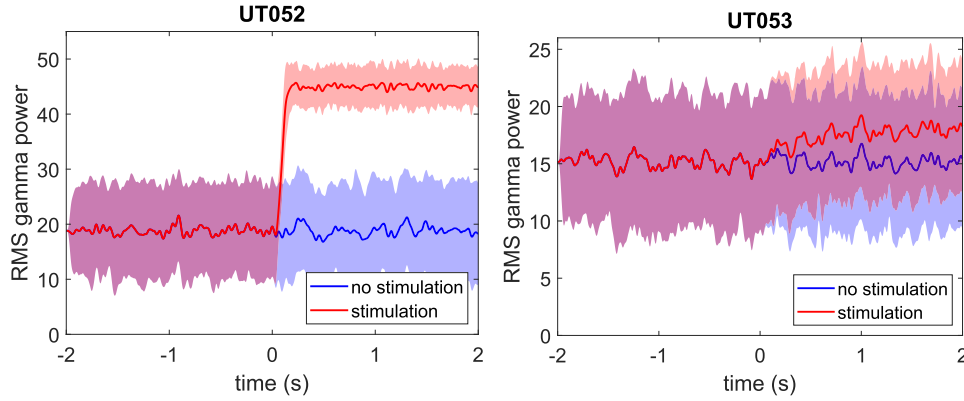 UT052
RMS gamma power
50
40
30
20
10
0
no stimulation
stimulation
-2
-1
0
1
2
time (s)
UT053
RMS gamma power
25
20
15
10
5
0
no stimulation
stimulation
-2
-1
0
1
2
time (s)